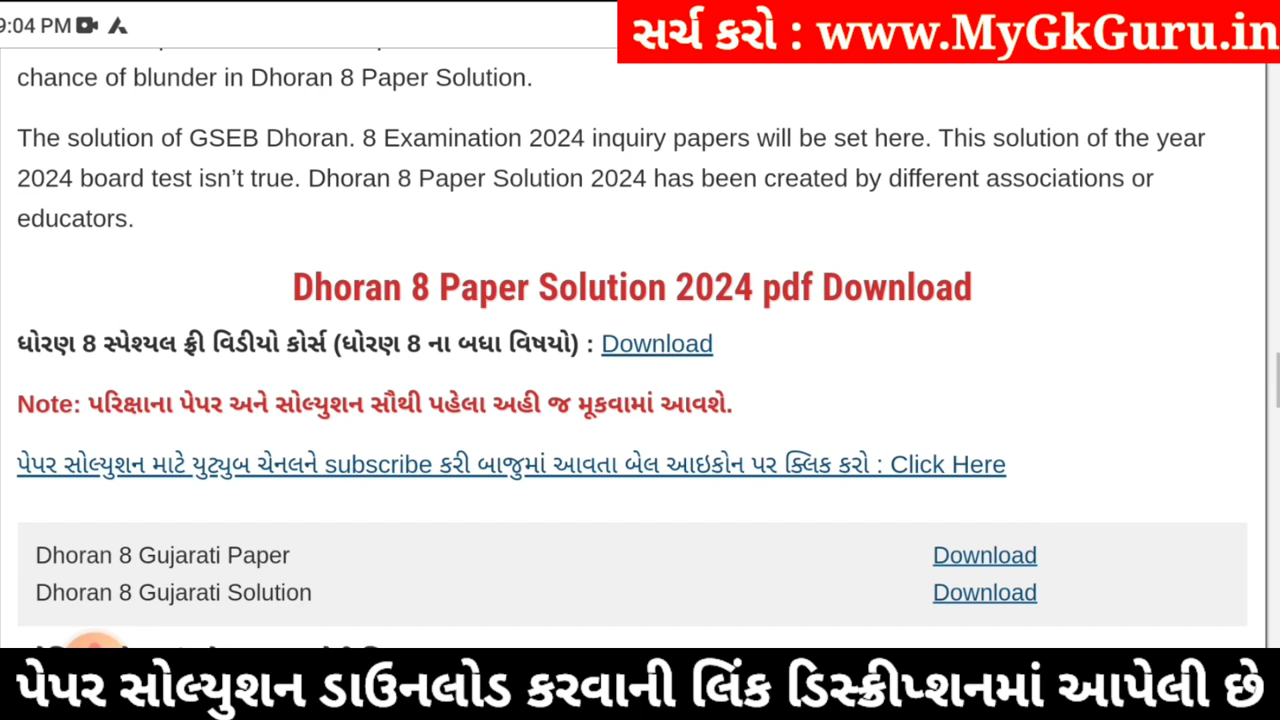 9:04 PM
સર્ચ કરો : www.MyGkGuru.in
chance of blunder in Dhoran 8 Paper Solution.
The solution of GSEB Dhoran. 8 Examination 2024 inquiry papers will be set here. This solution of the year
2024 board test isn’t true. Dhoran 8 Paper Solution 2024 has been created by different associations or
educators.
Dhoran 8 Paper Solution 2024 pdf Download
ધોરણ 8 સ્પેશ્યલ ફ્રી વિડીયો કોર્સ (ધોરણ 8 ના બધા વિષયો) : Download
Note: પરિક્ષાના પેપર અને સોલ્યુશન સૌથી પહેલા અહી જ મૂકવામાં આવશે.
પેપર સોલ્યુશન માટે યુટ્યુબ ચેનલને subscribe કરી બાજુમાં આવતા બેલ આઇકોન પર ક્લિક કરો : Click Here
Dhoran 8 Gujarati Paper Download
Dhoran 8 Gujarati Solution Download
પેપર સોલ્યુશન ડાઉનલોડ કરવાની લિંક ડિસ્ક્રીપ્શનમાં આપેલી છે